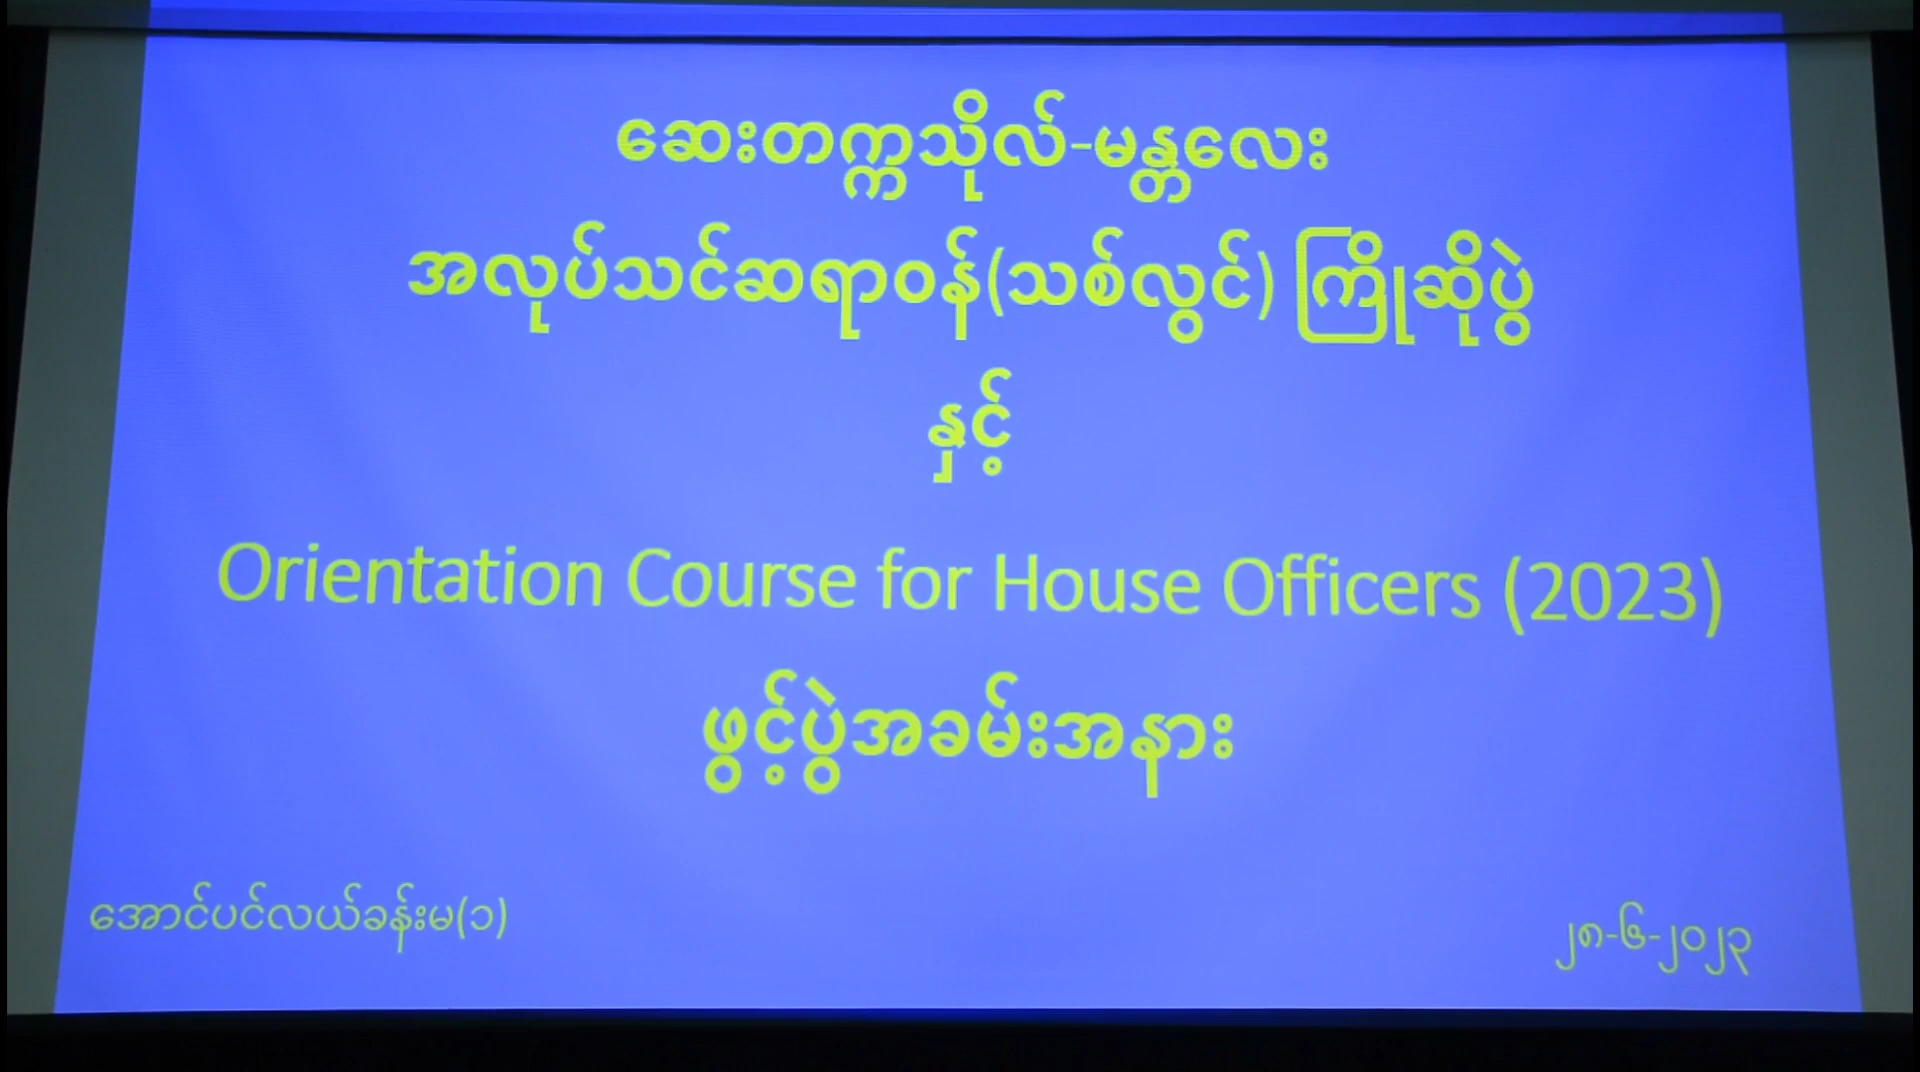 ဆေးတက္ကသိုလ်-မန္တလေး
အလုပ်သင်ဆရာဝန်(သစ်လွင်) ကြိုဆိုပွဲ
နှင့်
Orientation Course for House Officers (2023)
ဖွင့်ပွဲအခမ်းအနား
အောင်ပင်လယ်ခန်းမ(၁)
၂၈-၆-၂၀၂၃